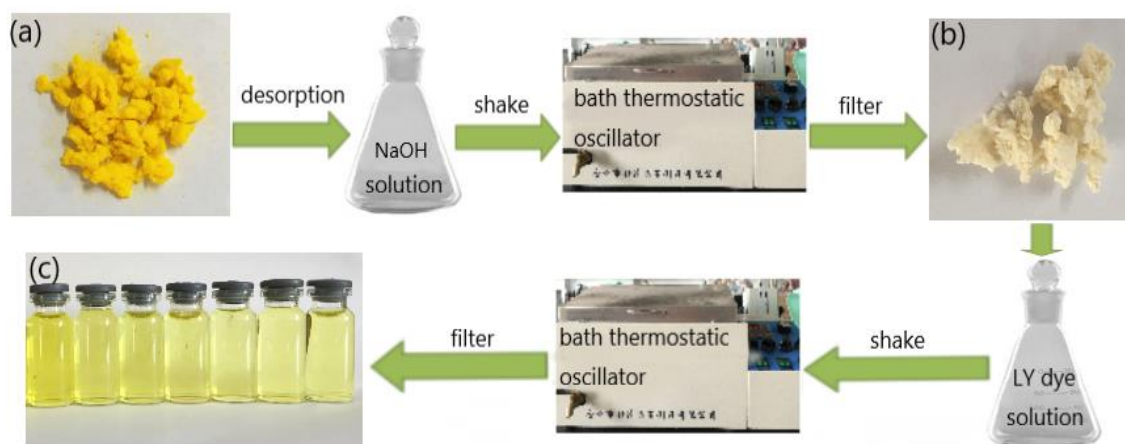 (a)
desorption
NaOH
solution
shake
bath thermostatic
oscillator
filter
(b)
(c)
filter
bath thermostatic
oscillator
shake
LY dye
solution